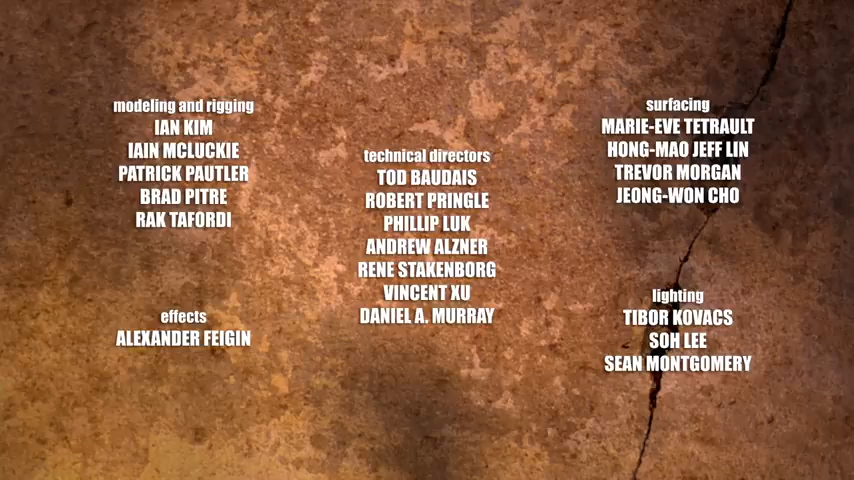 modeling and rigging
IAN KIM
IAIN MCLUCKIE
PATRICK PAUTLER
BRAD PITRE
RAK TAFORDI
effects
ALEXANDER FEIGIN
technical directors
TOD BAUDAIS
ROBERT PRINGLE
PHILLIP LUK
ANDREW ALZNER
RENE STAKENBORG
VINCENT XU
DANIEL A. MURRAY
surfacing
MARIE-EVE TETRAULT
HONG-MAO JEFF LIN
TREVOR MORGAN
JEONG-WON CHO
lighting
TIBOR KOVACS
SOH LEE
SEAN MONTGOMERY